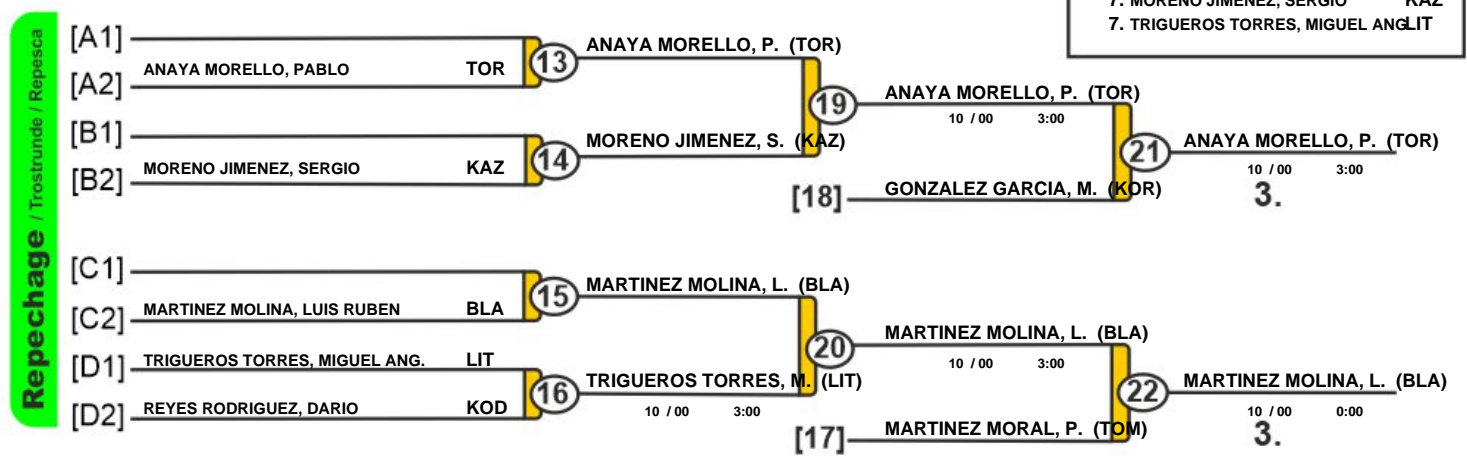 7. MORENO JIMENEZ, SERGIO KAZ
7. TRIGUEROS TORRES, MIGUEL ANG. LIT
Repechage / Trostrunde / Repesca
[A1]
[A2] ANAYA MORELLO, PABLO TOR
13
ANAYA MORELLO, P. (TOR)
[B1]
[B2] MORENO JIMENEZ, SERGIO KAZ
14
MORENO JIMENEZ, S. (KAZ)
19
ANAYA MORELLO, P. (TOR)
10 / 00 3:00
[18] GONZALEZ GARCIA, M. (KOR)
21
ANAYA MORELLO, P. (TOR)
10 / 00 3:00
3.
[C1]
[C2] MARTINEZ MOLINA, LUIS RUBEN BLA
15
MARTINEZ MOLINA, L. (BLA)
[D1] TRIGUEROS TORRES, MIGUEL ANG. LIT
[D2] REYES RODRIGUEZ, DARIO KOD
16
TRIGUEROS TORRES, M. (LIT)
10 / 00 3:00
20
MARTINEZ MOLINA, L. (BLA)
10 / 00 3:00
[17] MARTINEZ MORAL, P. (TOM)
22
MARTINEZ MOLINA, L. (BLA)
10 / 00 0:00
3.